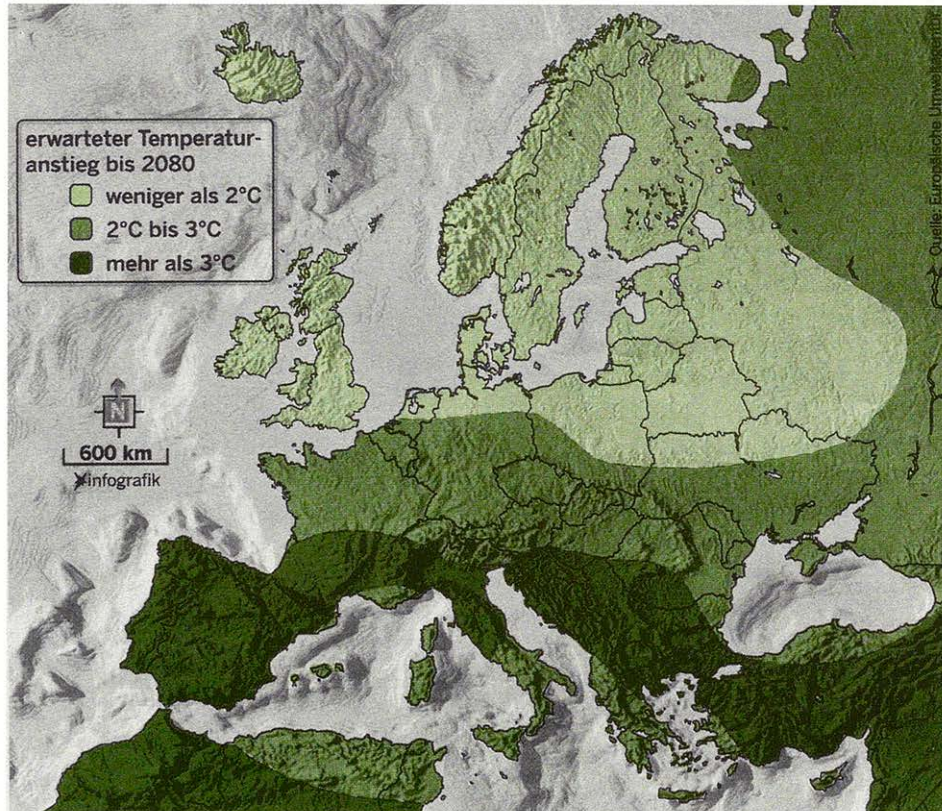 erwarteter Temperatur-
anstieg bis 2080
weniger als 2°C
2°C bis 3°C
mehr als 3°C
N
600 km
infografik
Quelle: Europäische